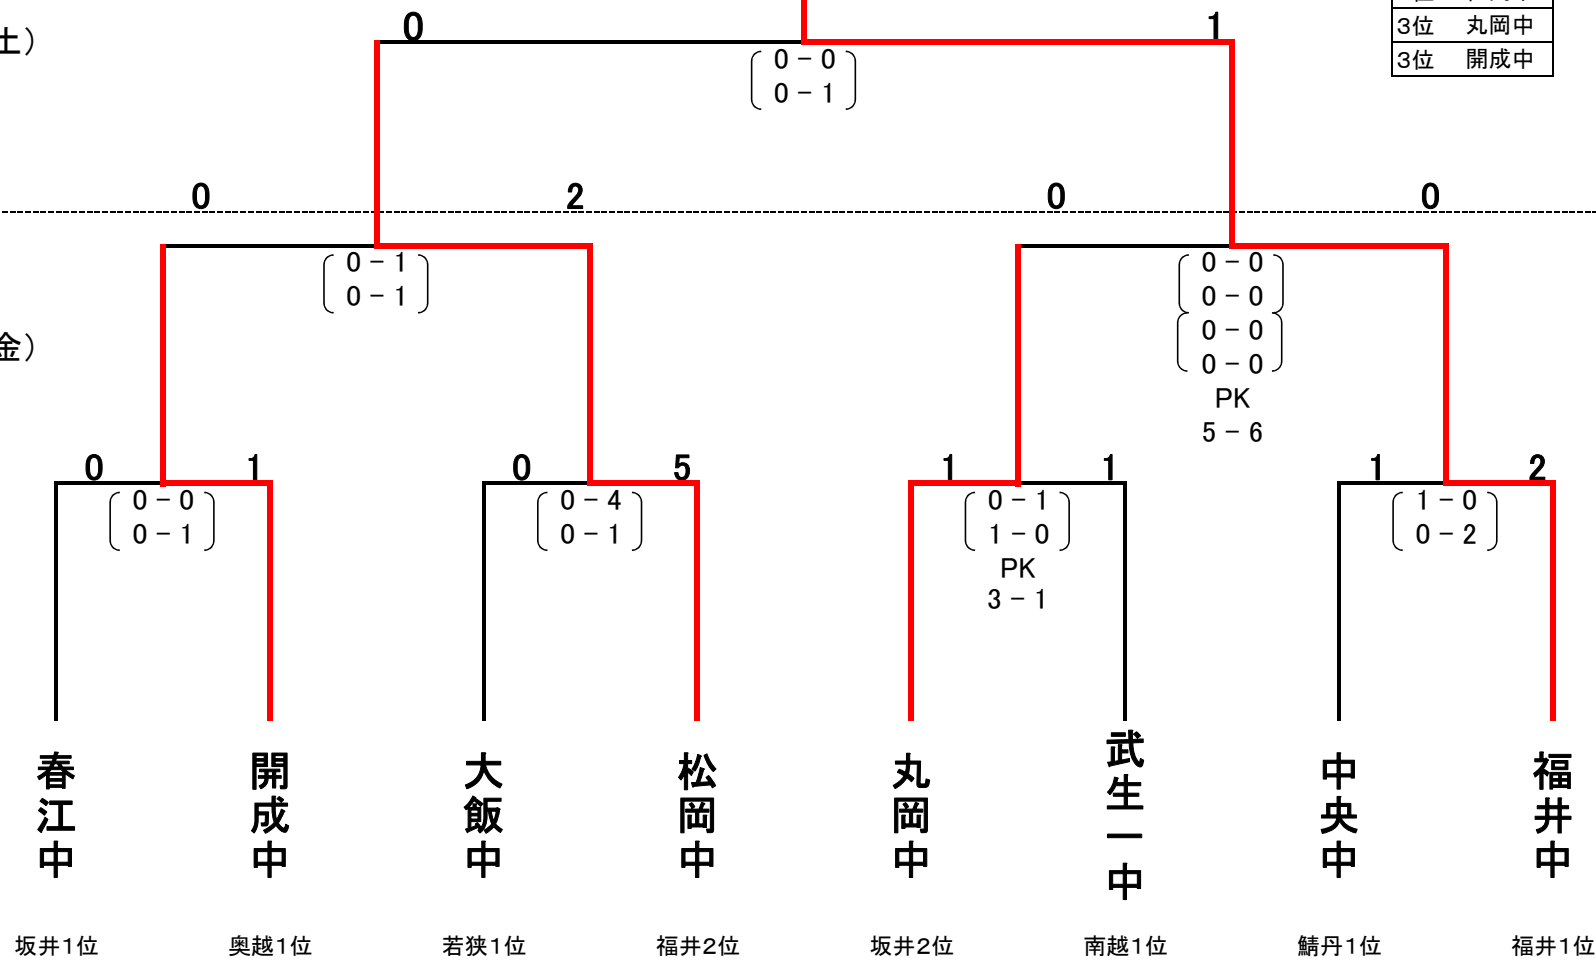 0
1
土）
3位 丸岡中
3位 開成中
0 − 0
0 − 1
0
2
0
0
0 − 1
0 − 1
0 − 0
0 − 0
0 − 0
0 − 0
PK
5 − 6
金）
0
1
0
5
1
1
1
2
0 − 0
0 − 1
0 − 4
0 − 1
0 − 1
1 − 0
PK
3 − 1
1 − 0
0 − 2
春江中
開成中
大飯中
松岡中
丸岡中
武生一中
中央中
福井中
坂井1位
奥越1位
若狭1位
福井2位
坂井2位
南越1位
鯖丹1位
福井1位